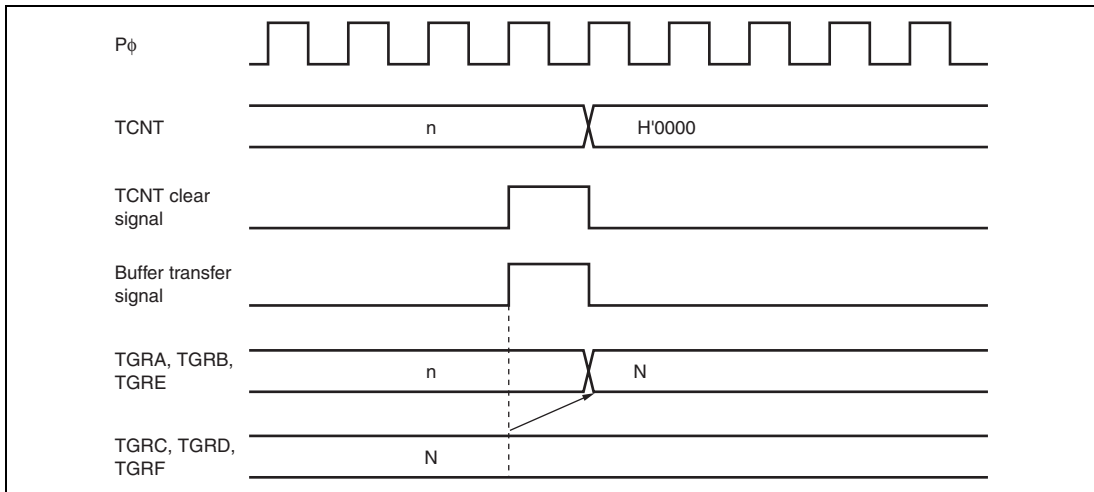 Pφ
TCNT
n
H'0000
TCNT clear
signal
Buffer transfer
signal
TGRA, TGRB,
TGRE
n
N
TGRC, TGRD,
TGRF
N